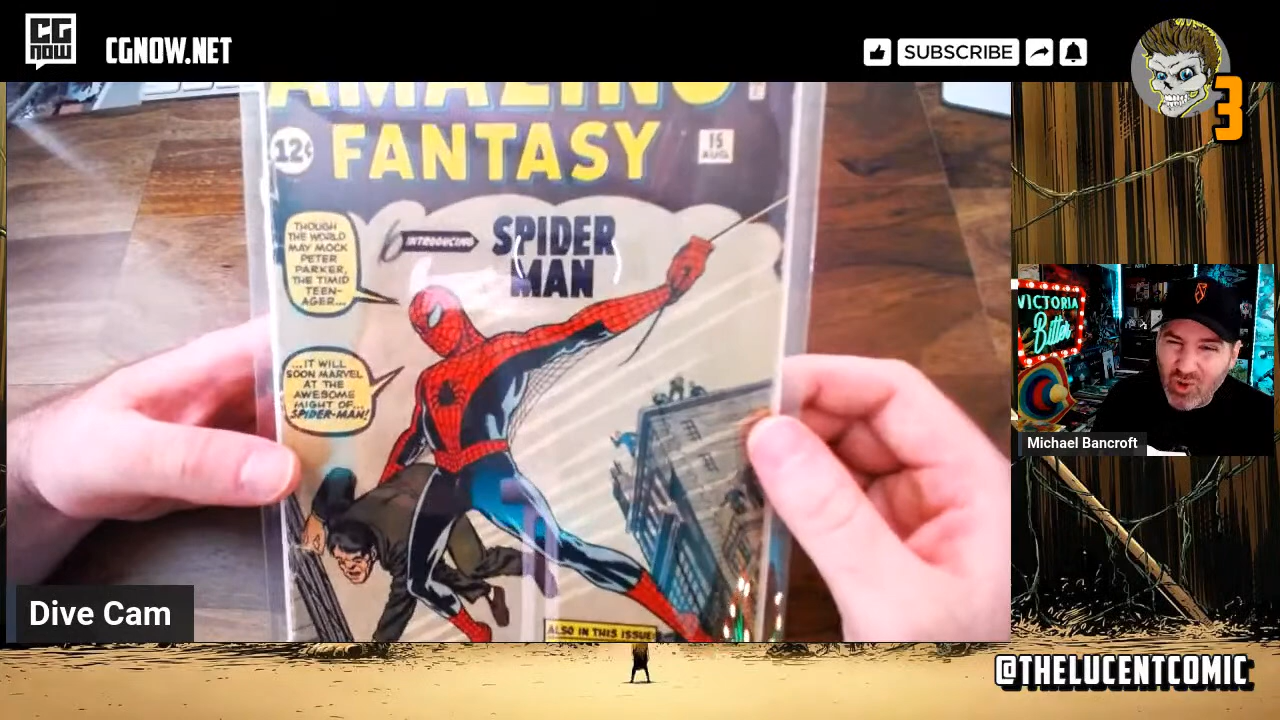 CG
NOW
CGNOW.NET
SUBSCRIBE
3
AMAZING
FANTASY
12¢
15
AUG.
INTRODUCING
SPIDER
MAN
THOUGH
THE WORLD
MAY MOCK
PETER
PARKER,
THE TIMID
TEEN-
AGER...
...IT WILL
SOON MARVEL
AT THE
AWESOME
MIGHT OF...
SPIDER-MAN!
ALSO IN THIS ISSUE:
VICTORIA
Bitter
Michael Bancroft
Dive Cam
@THELUCENTCOMIC